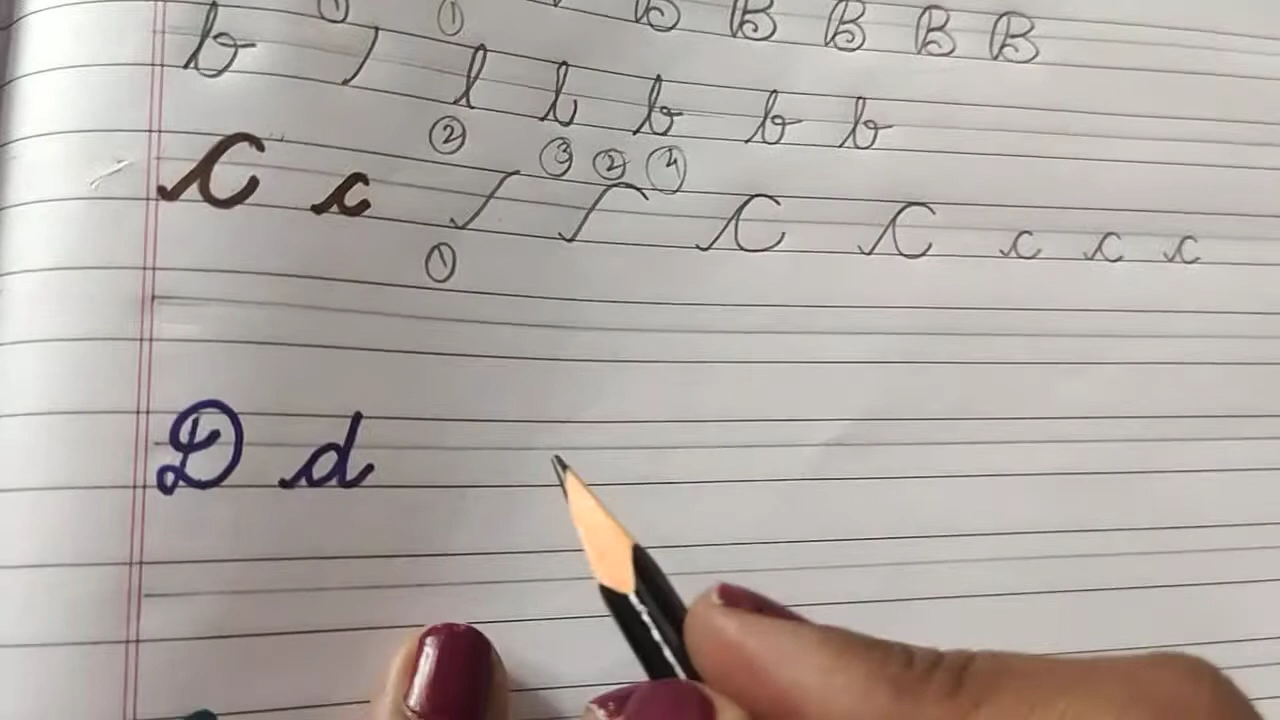 ① ① B B B B B
b l b b b b
② ③ ② ④
C c C C c c c
①
D d